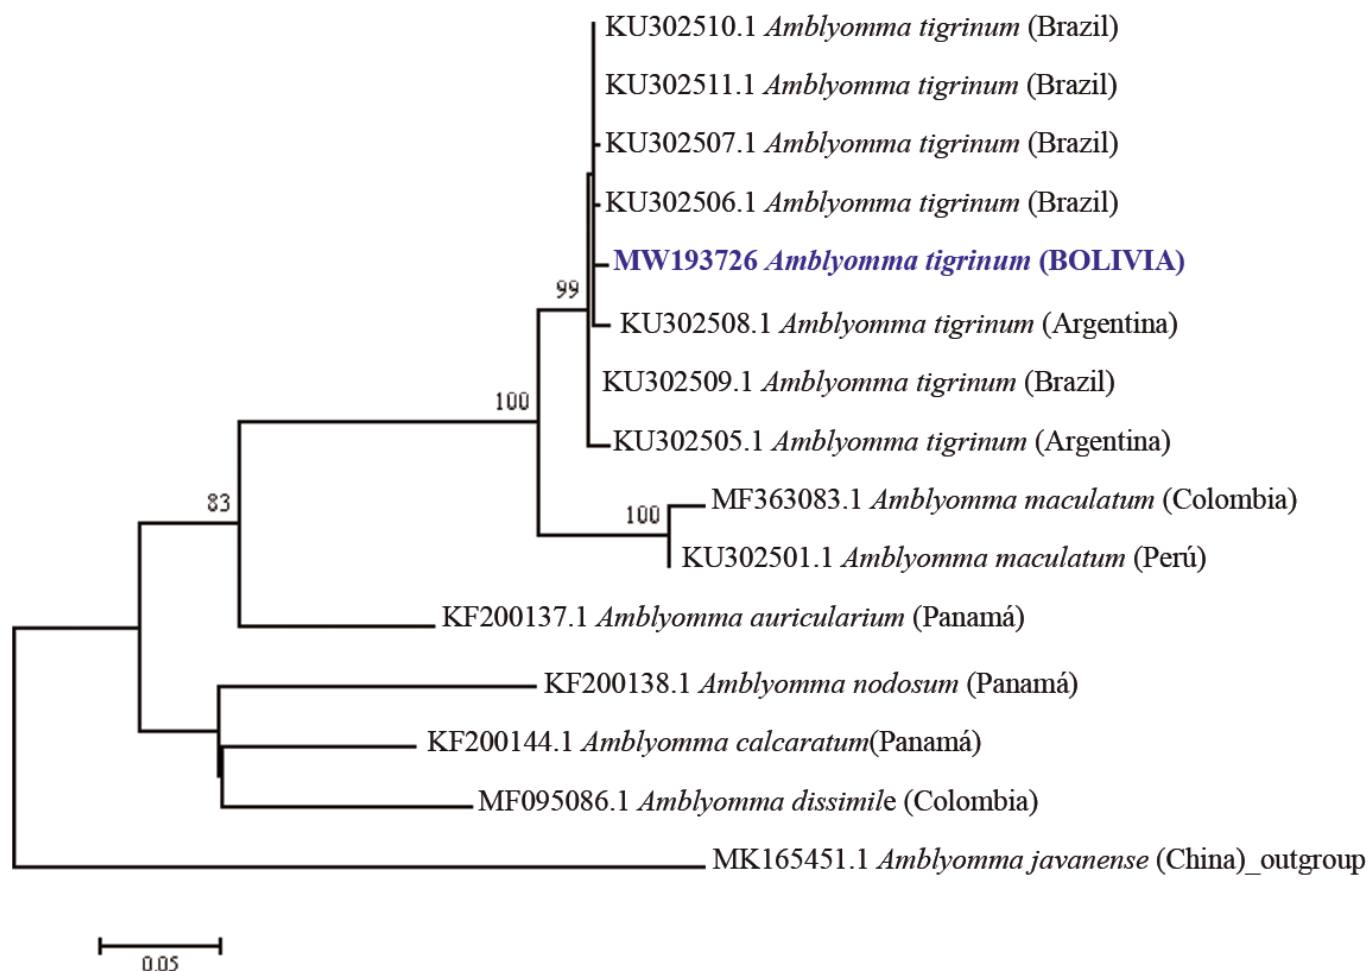 KU302510.1 Amblyomma tigrinum (Brazil)
KU302511.1 Amblyomma tigrinum (Brazil)
KU302507.1 Amblyomma tigrinum (Brazil)
KU302506.1 Amblyomma tigrinum (Brazil)
MW193726 Amblyomma tigrinum (BOLIVIA)
99
KU302508.1 Amblyomma tigrinum (Argentina)
KU302509.1 Amblyomma tigrinum (Brazil)
100
KU302505.1 Amblyomma tigrinum (Argentina)
83
MF363083.1 Amblyomma maculatum (Colombia)
100
KU302501.1 Amblyomma maculatum (Perú)
KF200137.1 Amblyomma auricularium (Panamá)
KF200138.1 Amblyomma nodosum (Panamá)
KF200144.1 Amblyomma calcaratum(Panamá)
MF095086.1 Amblyomma dissimile (Colombia)
MK165451.1 Amblyomma javanense (China)_outgroup
0.05